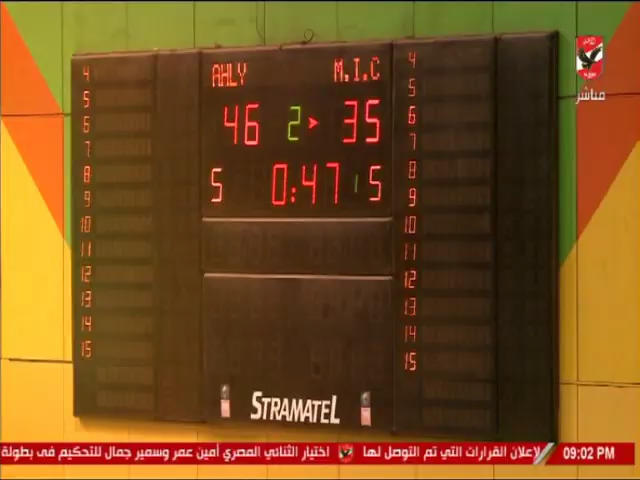 AHLY M.I.C
46 2 35
5 0:47 1 5
4 4
5 5
6 6
7 7
8 8
9 9
10 10
11 11
12 12
13 13
14 14
15 15
STRAMATEL
مباشر
لإعلان القرارات التي تم التوصل لها اختيار الثنائي المصري أمين عمر وسمير جمال للتحكيم في بطولة
09:02 PM